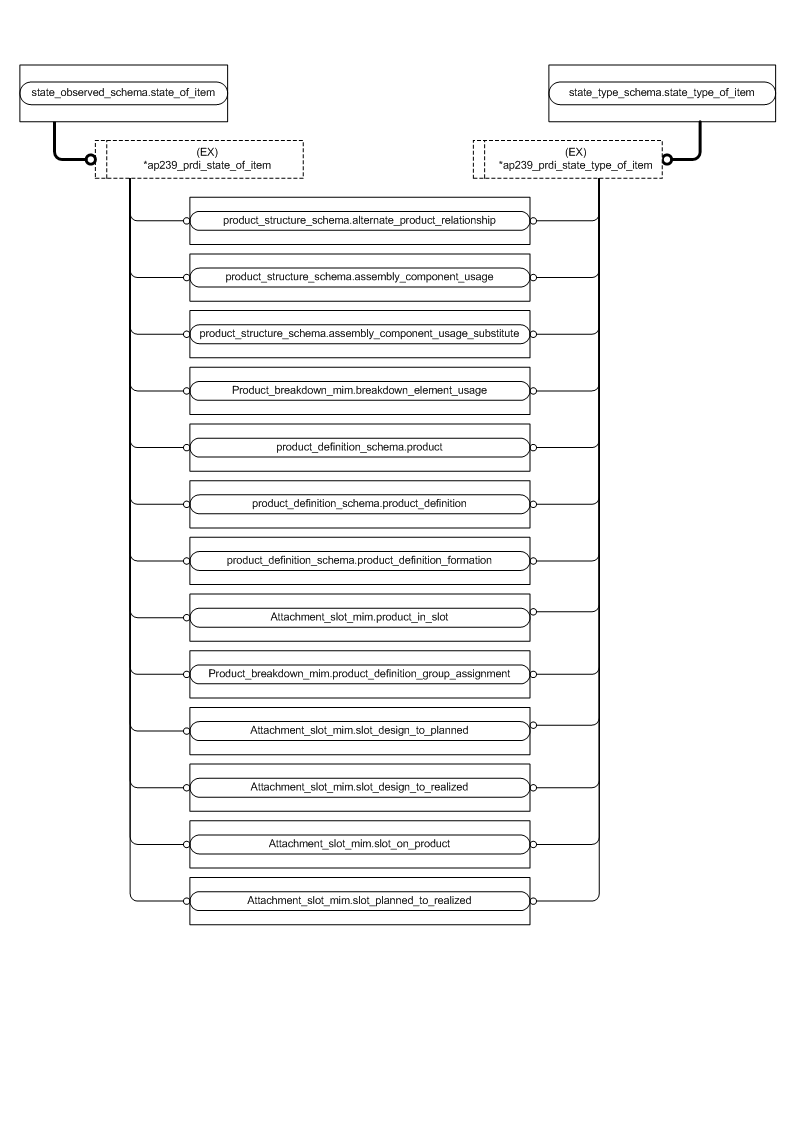 state_observed_schema.state_of_item
state_type_schema.state_type_of_item
(EX)
*ap239_prdi_state_of_item
(EX)
*ap239_prdi_state_type_of_item
product_structure_schema.alternate_product_relationship
product_structure_schema.assembly_component_usage
product_structure_schema.assembly_component_usage_substitute
Product_breakdown_mim.breakdown_element_usage
product_definition_schema.product
product_definition_schema.product_definition
product_definition_schema.product_definition_formation
Attachment_slot_mim.product_in_slot
Product_breakdown_mim.product_definition_group_assignment
Attachment_slot_mim.slot_design_to_planned
Attachment_slot_mim.slot_design_to_realized
Attachment_slot_mim.slot_on_product
Attachment_slot_mim.slot_planned_to_realized